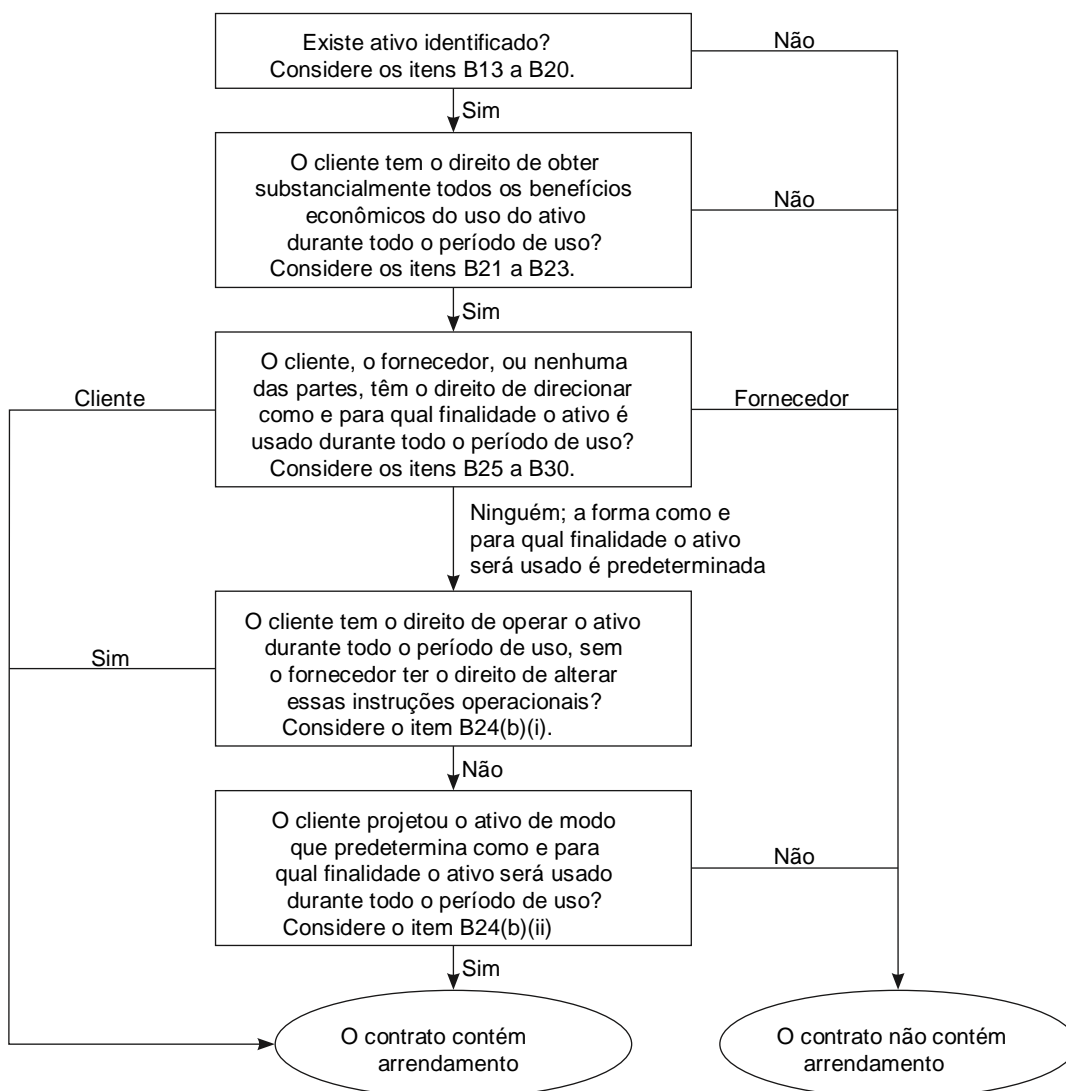 Existe ativo identificado?
Considere os itens B13 a B20.
Não
Sim
O cliente tem o direito de obter
substancialmente todos os benefícios
econômicos do uso do ativo
durante todo o período de uso?
Considere os itens B21 a B23.
Não
Sim
O cliente, o fornecedor, ou nenhuma
das partes, têm o direito de direcionar
como e para qual finalidade o ativo é
usado durante todo o período de uso?
Considere os itens B25 a B30.
Cliente
Fornecedor
Ninguém; a forma como e
para qual finalidade o ativo
será usado é predeterminada
O cliente tem o direito de operar o ativo
durante todo o período de uso, sem
o fornecedor ter o direito de alterar
essas instruções operacionais?
Considere o item B24(b)(i).
Sim
Não
O cliente projetou o ativo de modo
que predetermina como e para
qual finalidade o ativo será usado
durante todo o período de uso?
Considere o item B24(b)(ii)
Não
Sim
O contrato contém
arrendamento
O contrato não contém
arrendamento